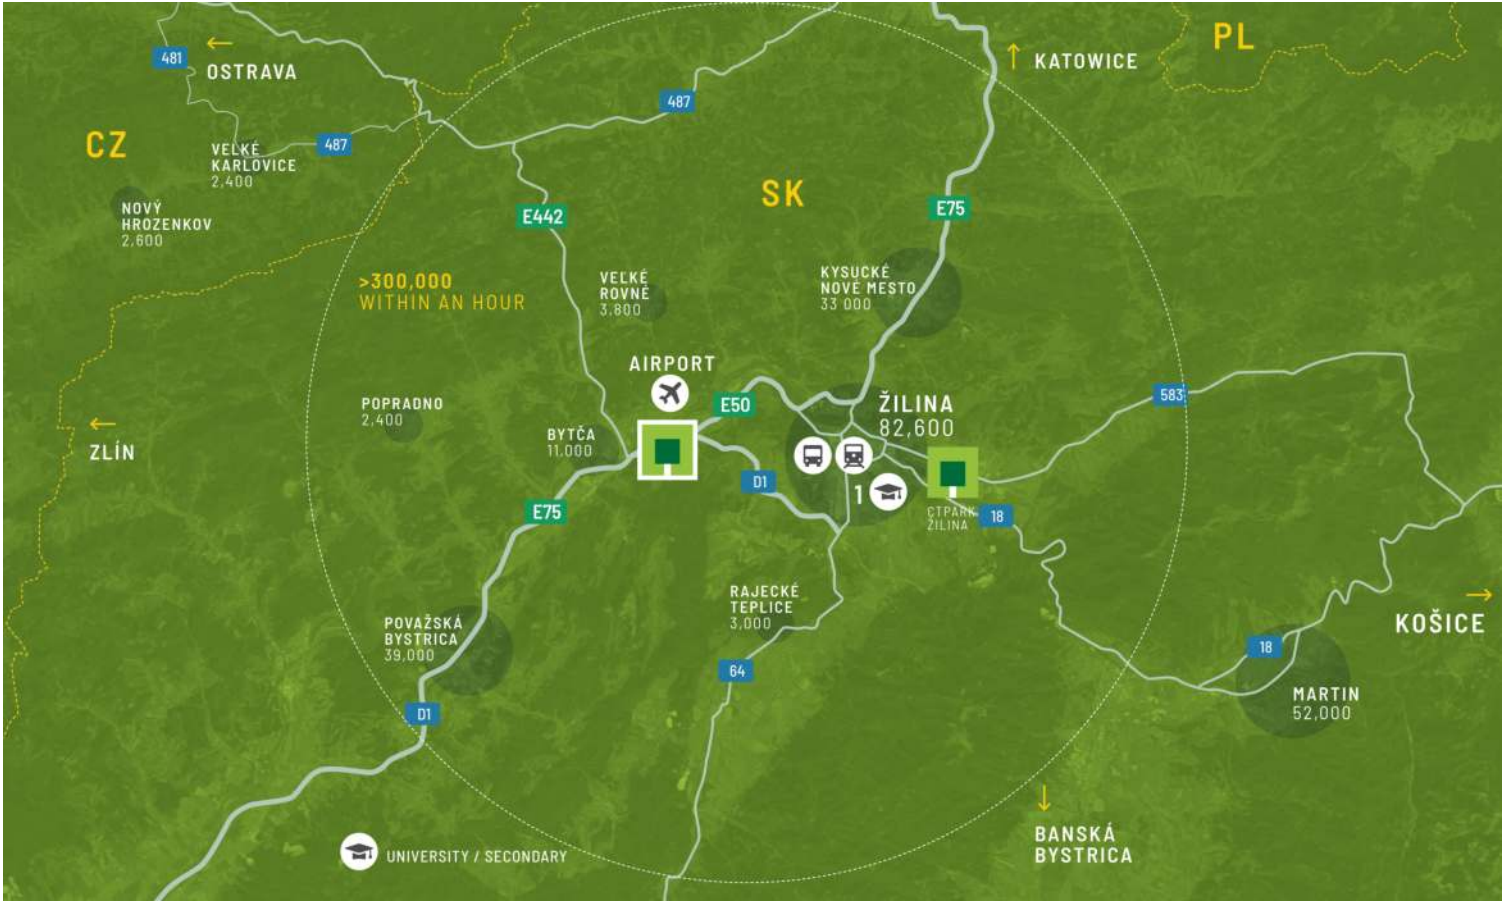 PL
481
OSTRAVA
KATOWICE
487
CZ
487
VELKÉ
KARLOVICE
2,400
SK
NOVÝ
HROZENKOV
2,600
E442
E75
>300,000
WITHIN AN HOUR
VEĽKÉ
ROVNÉ
3,800
KYSUCKÉ
NOVÉ MESTO
33 000
AIRPORT
583
E50
ŽILINA
82,600
POPRADNO
2,400
BYTČA
11.000
ZLÍN
D1
1
E75
CTPARK
ŽILINA
18
RAJECKÉ
TEPLICE
3,000
POVAŽSKÁ
BYSTRICA
39,000
KOŠICE
18
64
MARTIN
52,000
D1
BANSKÁ
BYSTRICA
UNIVERSITY / SECONDARY